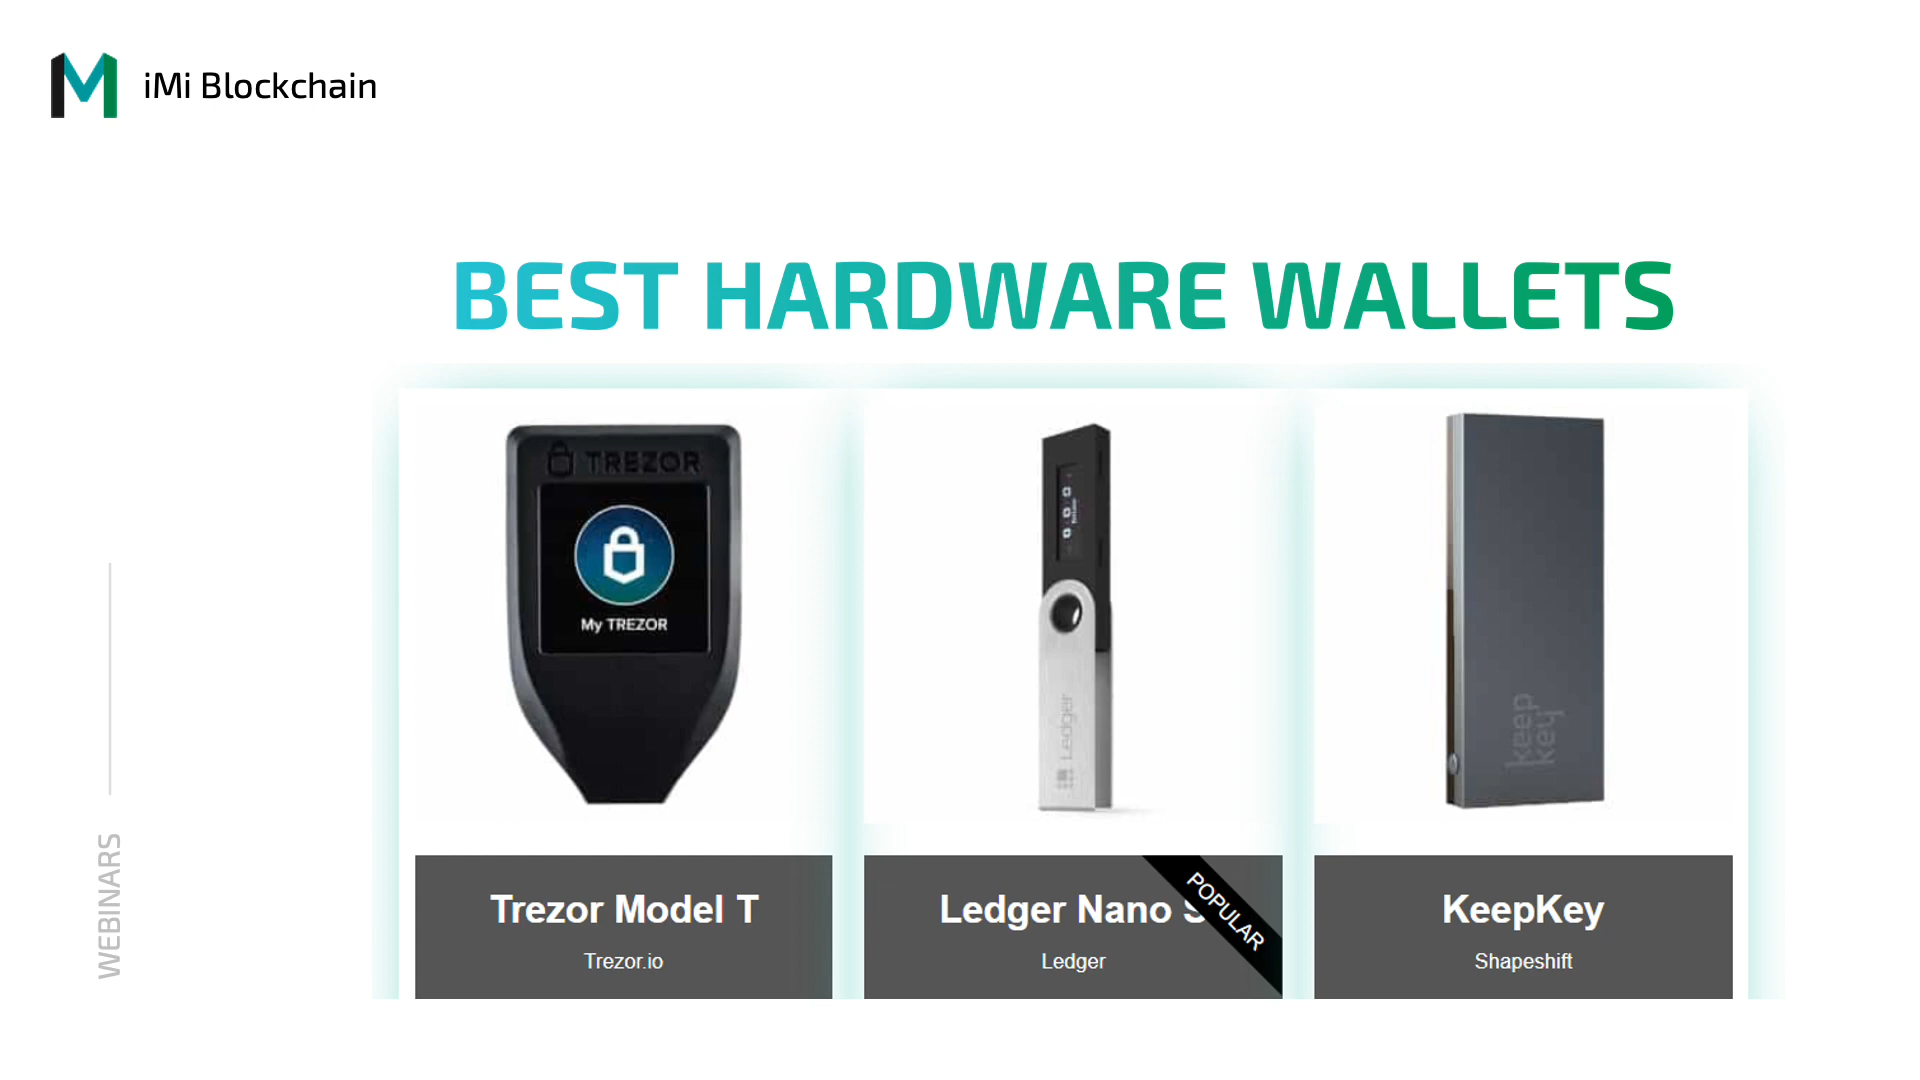 iMi Blockchain
BEST HARDWARE WALLETS
TREZOR
My TREZOR
Ledger
keep
key
Trezor Model T
Trezor.io
Ledger Nano S
Ledger
POPULAR
KeepKey
Shapeshift
WEBINARS